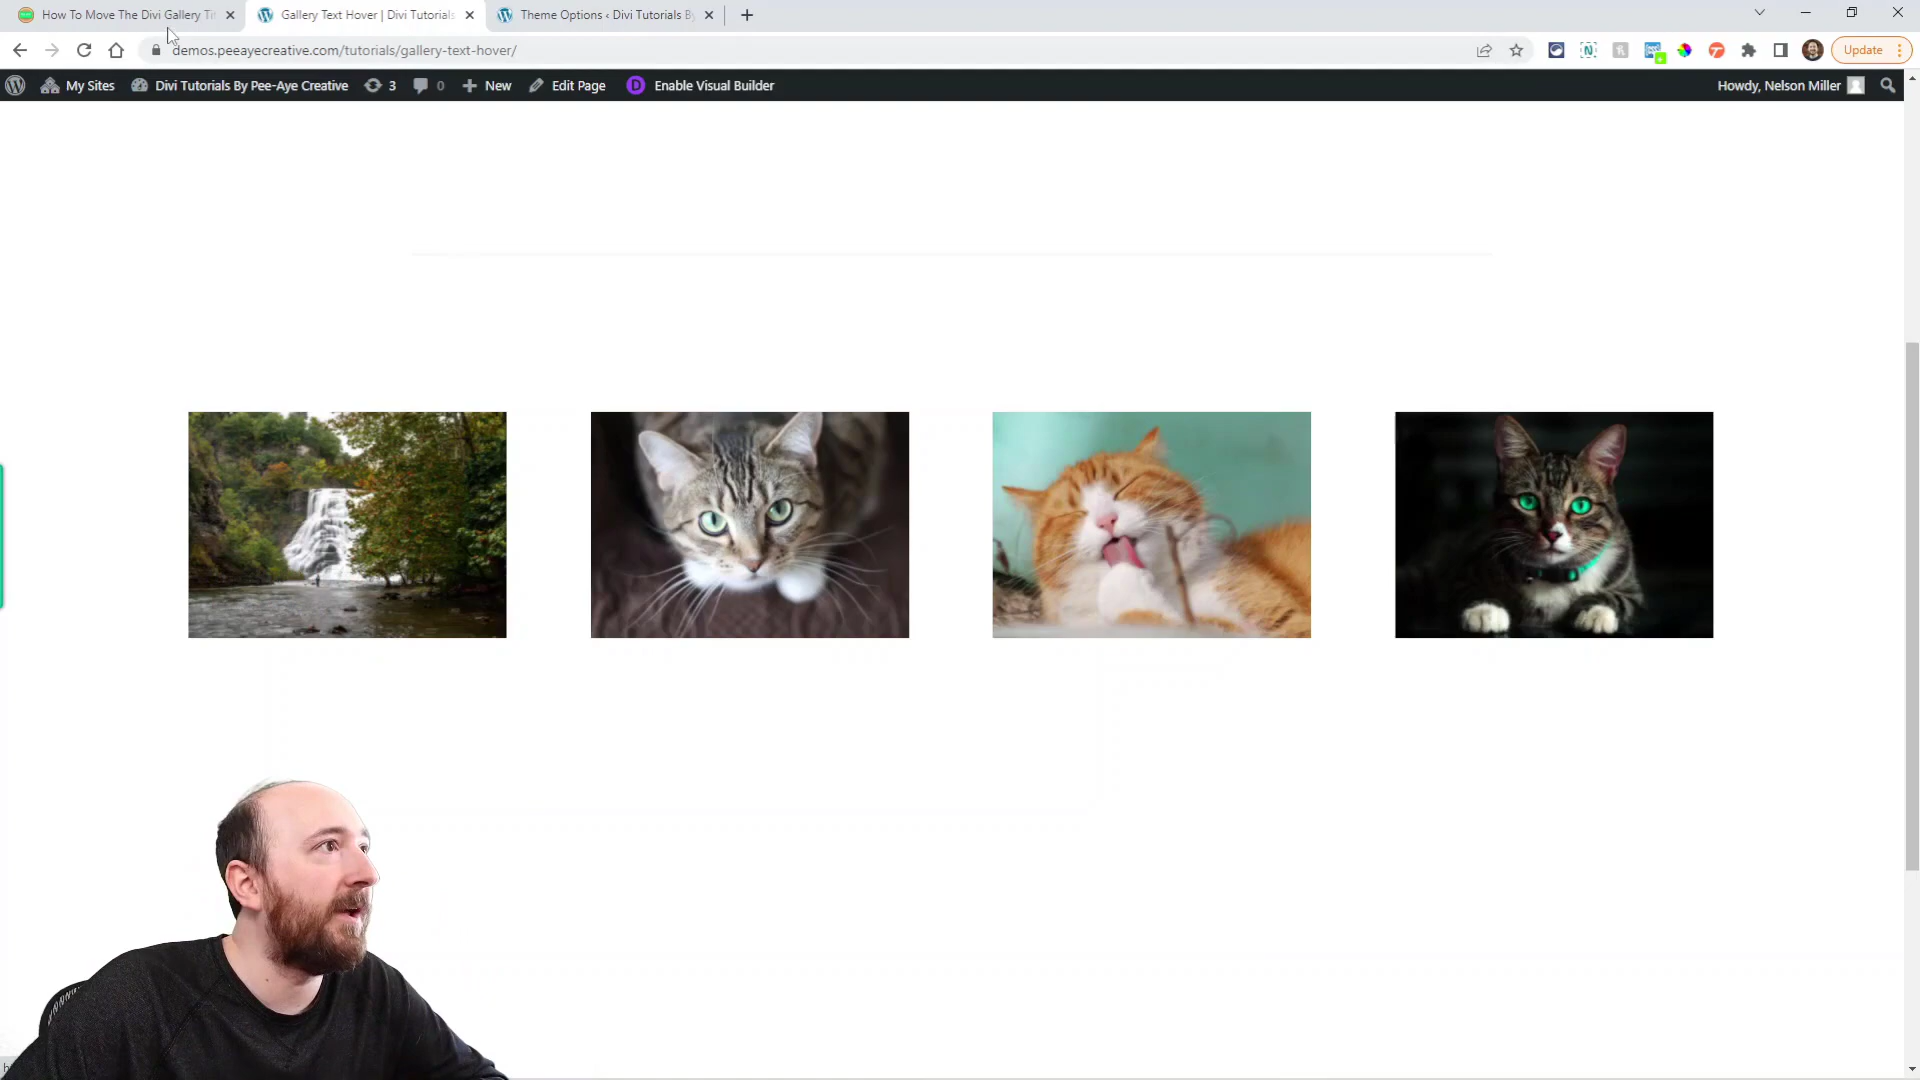 How To Move The Divi Gallery Ti
Gallery Text Hover | Divi Tutorials
Theme Options ‹ Divi Tutorials B
demos.peeayecreative.com/tutorials/gallery-text-hover/
Update
My Sites
Divi Tutorials By Pee-Aye Creative
3
0
New
Edit Page
D
Enable Visual Builder
Howdy, Nelson Miller